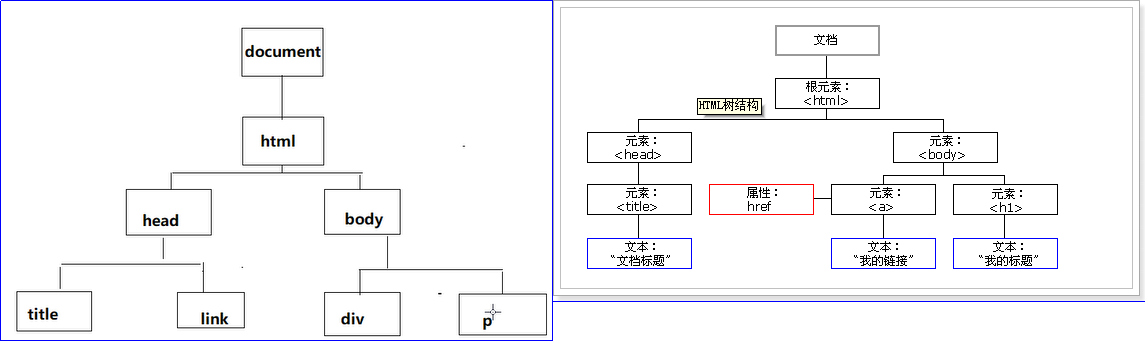 document
html
head
body
title
link
div
p
文档
根元素：
<html>
HTML树结构
元素：
<head>
元素：
<body>
元素：
<title>
属性：
href
元素：
<a>
元素：
<h1>
文本：
“文档标题”
文本：
“我的链接”
文本：
“我的标题”